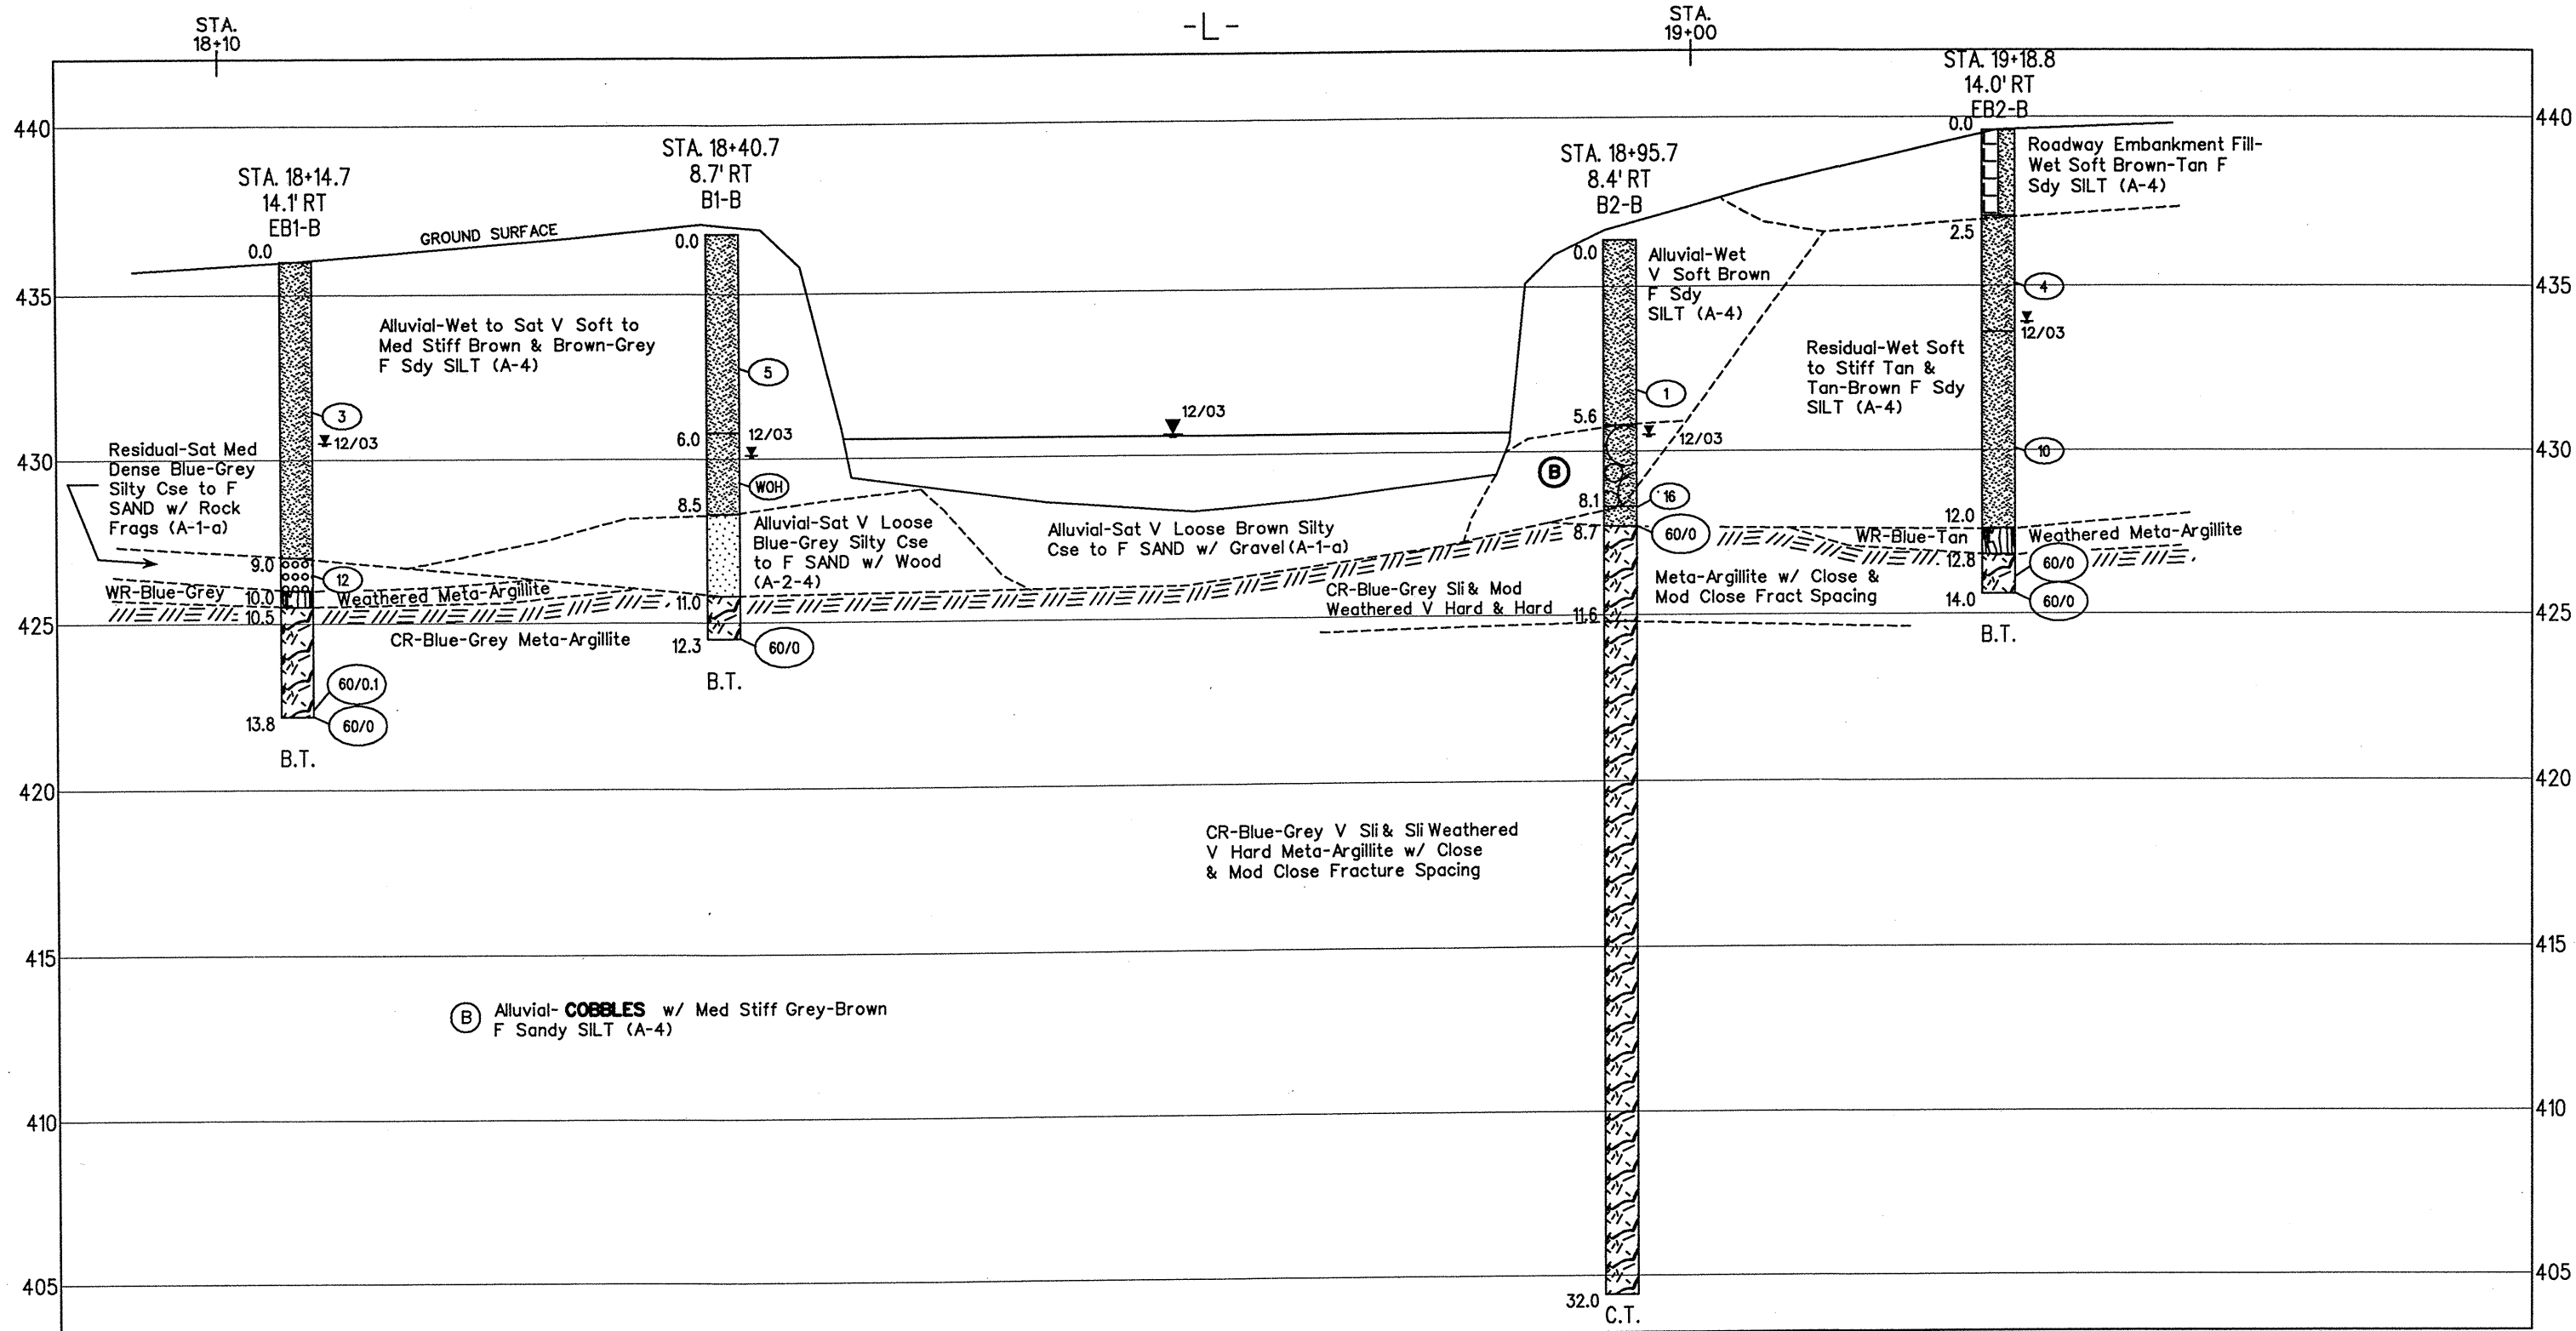 STA.
18+10
-L-
STA.
19+00
STA. 19+18.8
14.0' RT
EB2-B
STA. 18+14.7
14.1' RT
EB1-B
STA. 18+40.7
8.7' RT
B1-B
STA. 18+95.7
8.4' RT
B2-B
440
435
430
425
420
415
410
405
440
435
430
425
420
415
410
405
GROUND SURFACE
0.0
3
12/03
9.0
12
10.0
10.5
60/0.1
13.8
60/0
B.T.
Residual-Sat Med
Dense Blue-Grey
Silty Cse to F
SAND w/ Rock
Frags (A-1-a)
WR-Blue-Grey
Weathered Meta-Argillite
CR-Blue-Grey Meta-Argillite
Alluvial-Wet to Sat V Soft to
Med Stiff Brown & Brown-Grey
F Sdy SILT (A-4)
0.0
5
6.0
12/03
WOH
8.5
11.0
12.3
60/0
B.T.
Alluvial-Sat V Loose
Blue-Grey Silty Cse
to F SAND w/ Wood
(A-2-4)
12/03
Alluvial-Sat V Loose Brown Silty
Cse to F SAND w/ Gravel(A-1-a)
0.0
Alluvial-Wet
V Soft Brown
F Sdy
SILT (A-4)
1
5.6
12/03
B
8.1
16
8.7
60/0
CR-Blue-Grey Sli & Mod
Weathered V Hard & Hard
Meta-Argillite w/ Close &
Mod Close Fract Spacing
11.6
32.0
C.T.
0.0
Roadway Embankment Fill-
Wet Soft Brown-Tan F
Sdy SILT (A-4)
2.5
4
12/03
Residual-Wet Soft
to Stiff Tan &
Tan-Brown F Sdy
SILT (A-4)
10
12.0
WR-Blue-Tan
Weathered Meta-Argillite
12.8
60/0
14.0
60/0
B.T.
CR-Blue-Grey V Sli & Sli Weathered
V Hard Meta-Argillite w/ Close
& Mod Close Fracture Spacing
B Alluvial- COBBLES w/ Med Stiff Grey-Brown
F Sandy SILT (A-4)